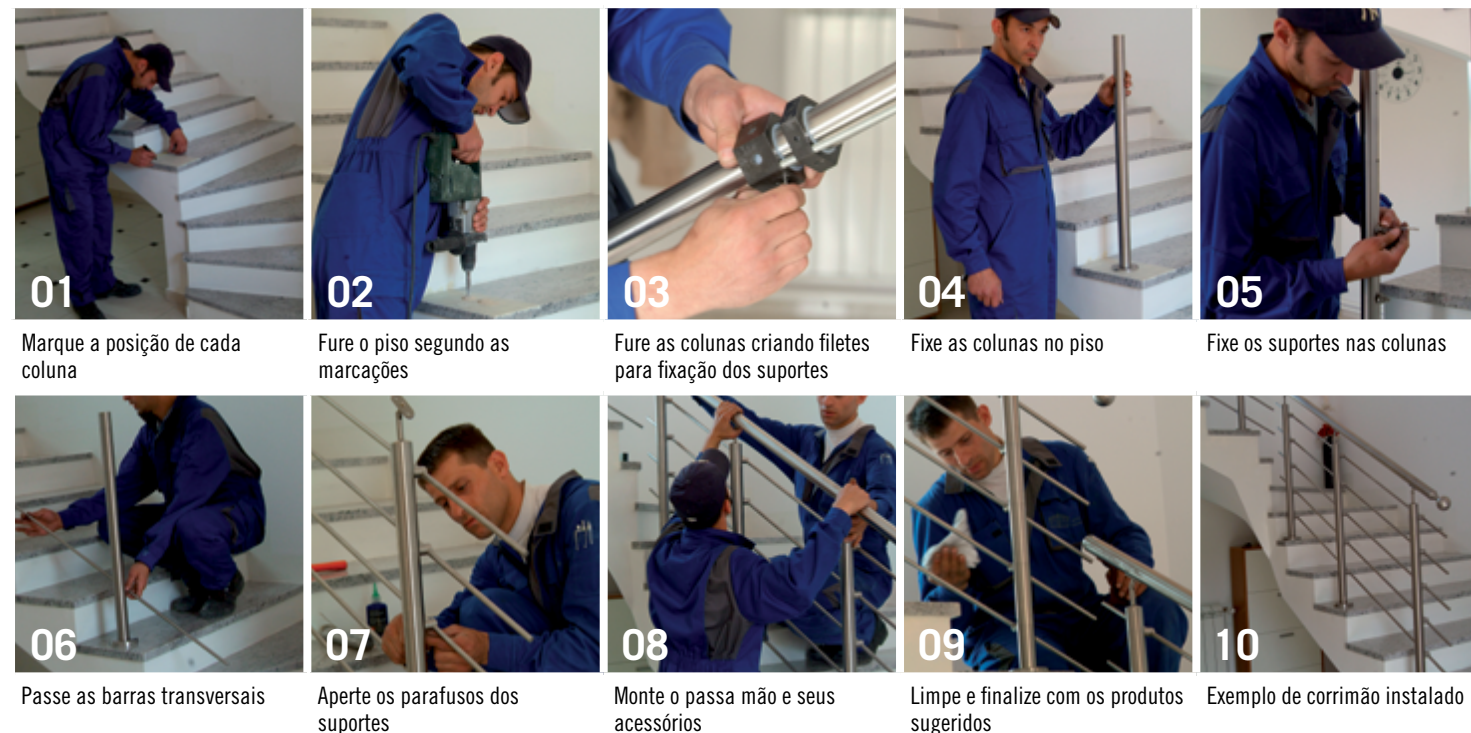 01
Marque a posição de cada
coluna
02
Fure o piso segundo as
marcações
03
Fure as colunas criando filetes
para fixação dos suportes
04
Fixe as colunas no piso
05
Fixe os suportes nas colunas
06
Passe as barras transversais
07
Aperte os parafusos dos
suportes
08
Monte o passa mão e seus
acessórios
09
Limpe e finalize com os produtos
sugeridos
10
Exemplo de corrimão instalado